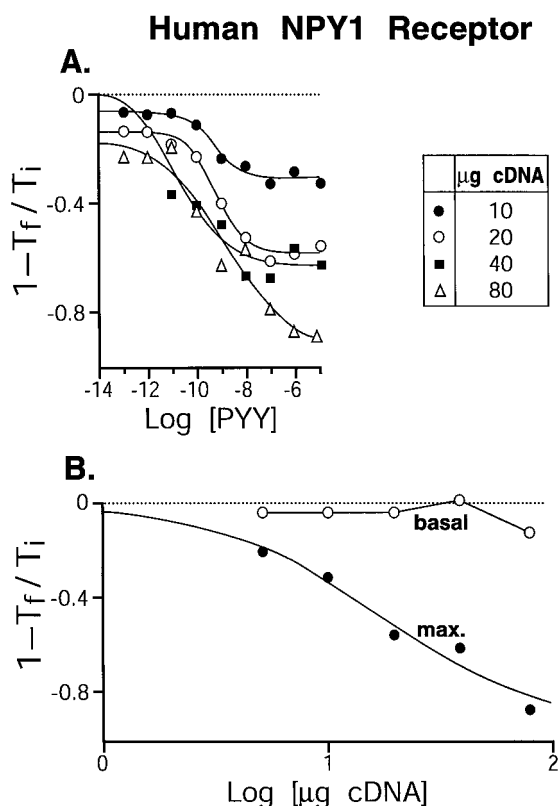 Human NPY1 Receptor
A.
0
-0.4
-0.8
1–Tf / Ti
-14 -12 -10 -8 -6
Log [PYY]
µg cDNA
● 10
○ 20
■ 40
△ 80
B.
0
-0.4
-0.8
1–Tf / Ti
basal
max.
0 1 2
Log [µg cDNA]